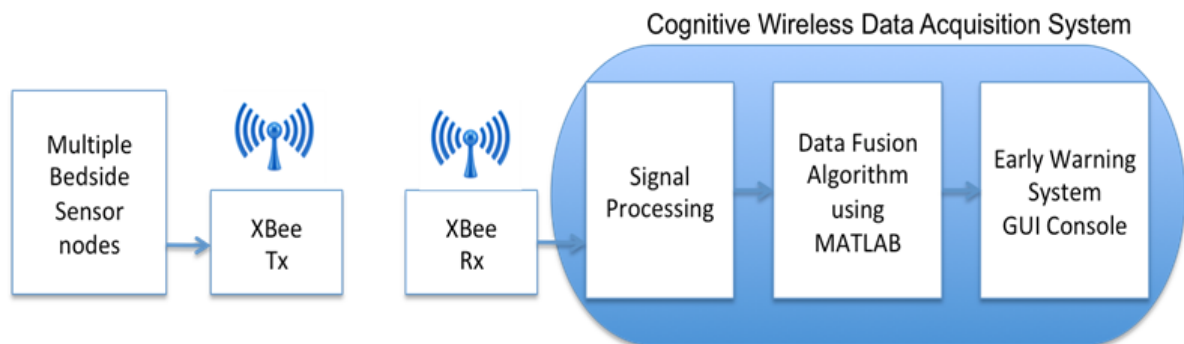 Cognitive Wireless Data Acquisition System
Multiple
Bedside
Sensor
nodes
XBee
Tx
XBee
Rx
Signal
Processing
Data Fusion
Algorithm
using
MATLAB
Early Warning
System
GUI Console